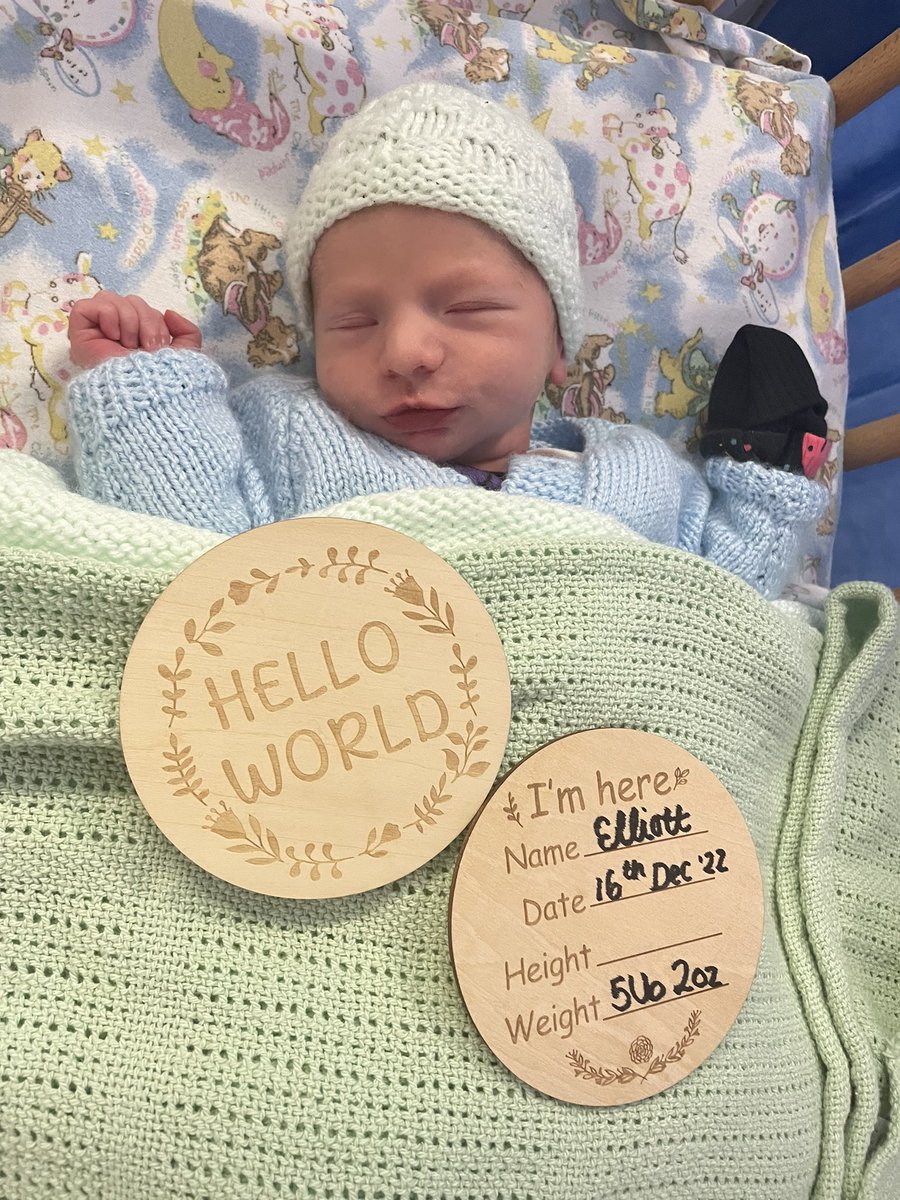 HELLO
WORLD
I'm here
Name Elliott
Date 16th Dec '22
Height
Weight 5lb 2oz